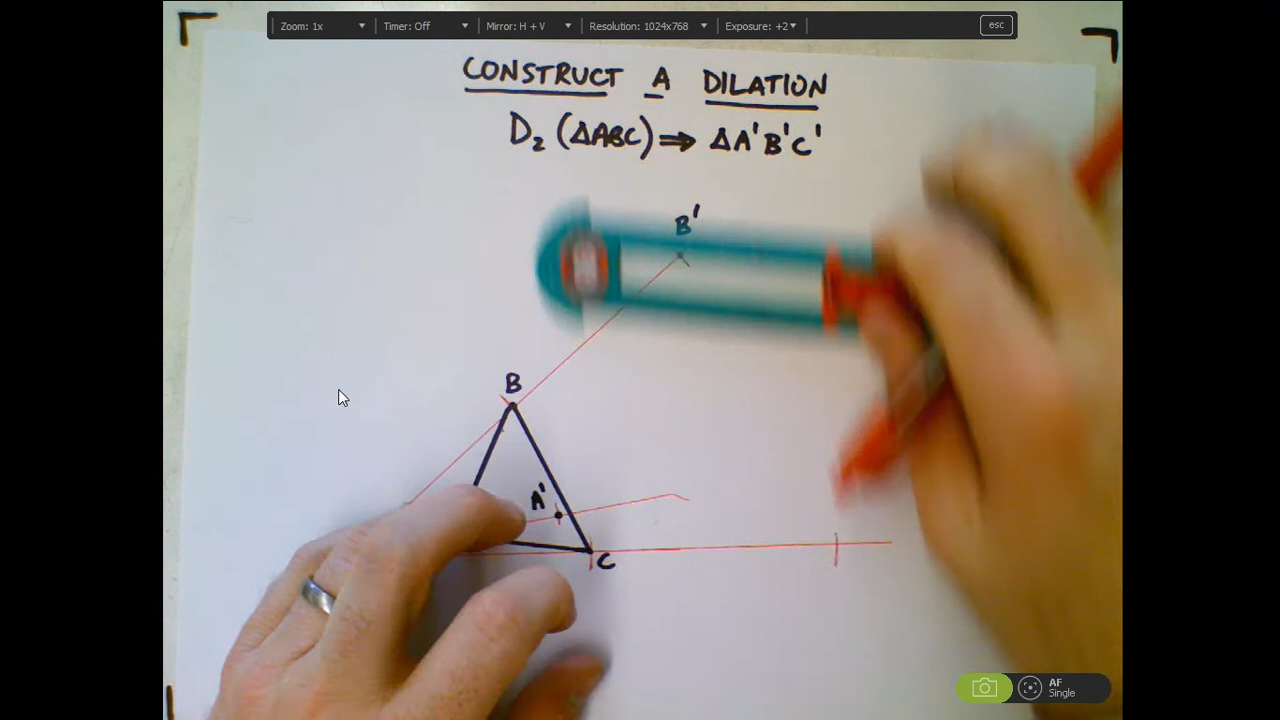 Zoom: 1x Timer: Off Mirror: H + V Resolution: 1024x768 Exposure: +2 esc
CONSTRUCT A DILATION
D₂ (ΔABC) ⇒ ΔA'B'C'
B'
B
A'
C
AF
Single